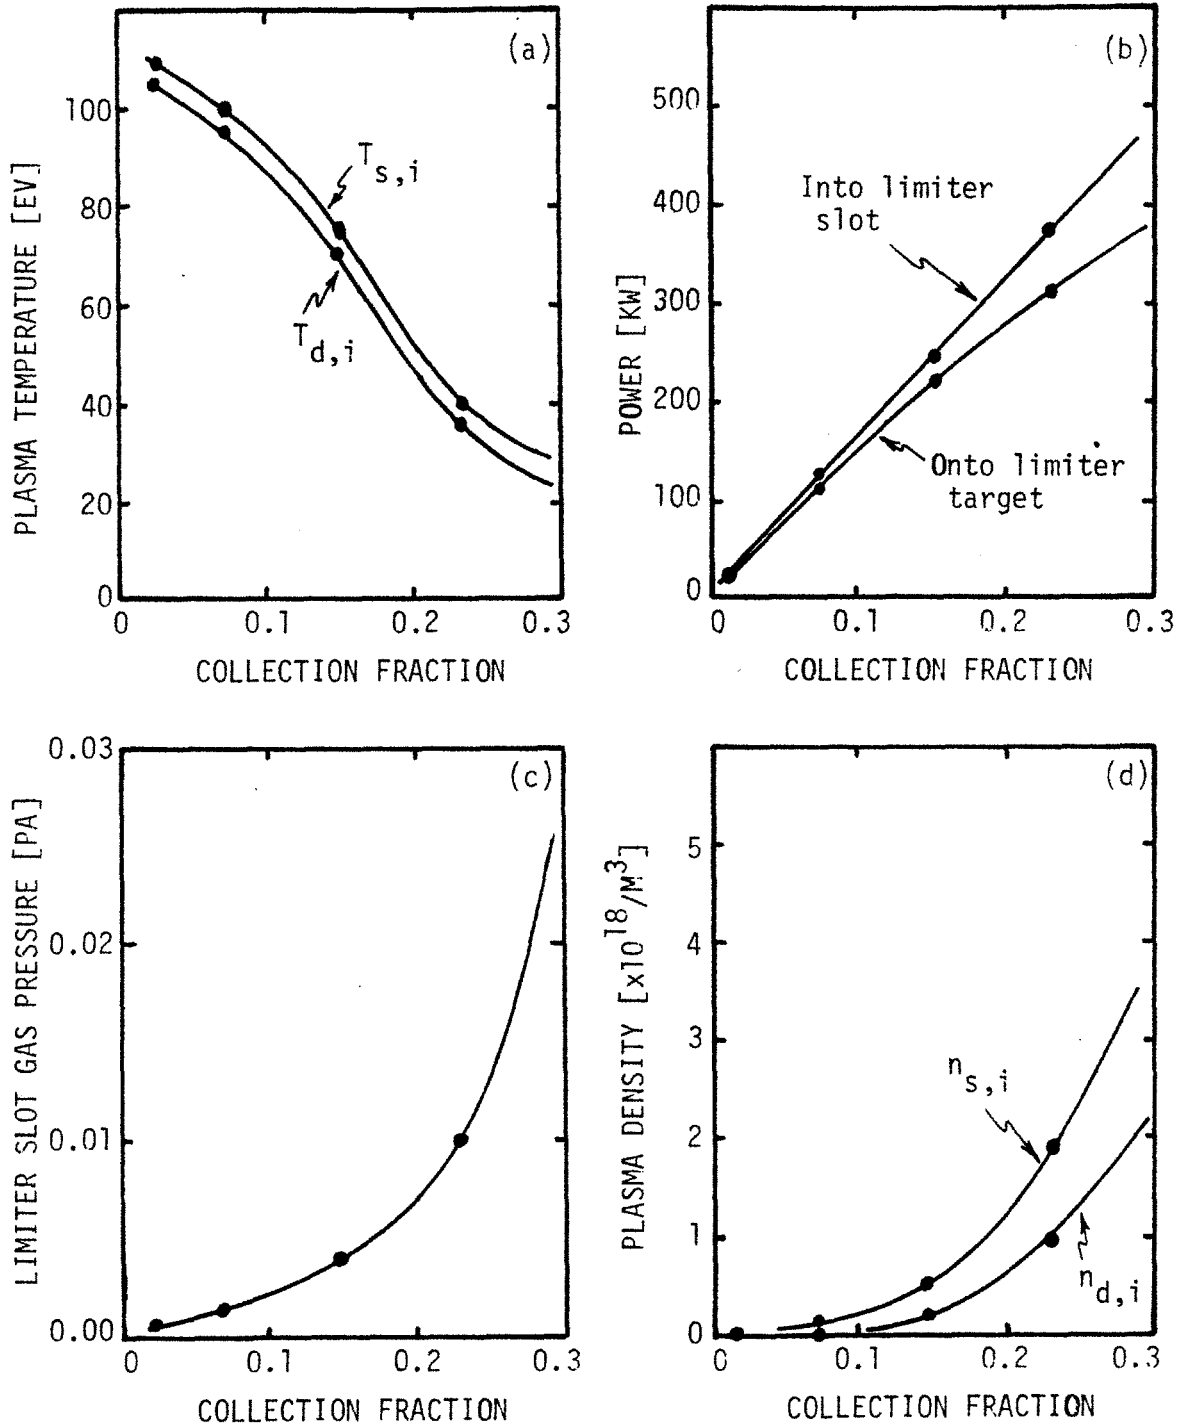 (a)
PLASMA TEMPERATURE [EV]
100
80
60
40
20
0
T_s,i
T_d,i
0 0.1 0.2 0.3
COLLECTION FRACTION
(b)
POWER [KW]
500
400
300
200
100
0
Into limiter
slot
Onto limiter
target
0 0.1 0.2 0.3
COLLECTION FRACTION
(c)
LIMITER SLOT GAS PRESSURE [PA]
0.03
0.02
0.01
0.00
0 0.1 0.2 0.3
COLLECTION FRACTION
(d)
PLASMA DENSITY [x10^18/M^3]
5
4
3
2
1
0
n_s,i
n_d,i
0 0.1 0.2 0.3
COLLECTION FRACTION